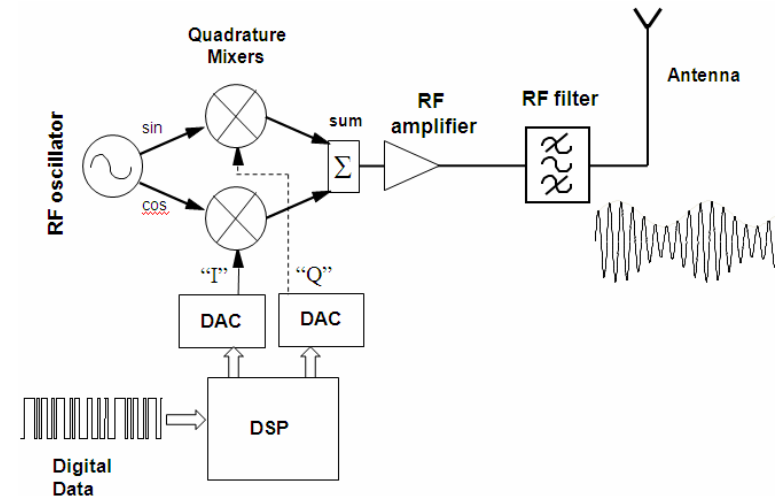 Quadrature
Mixers
Antenna
RF
amplifier
RF filter
sum
RF oscillator
sin
Σ
cos
“I”
“Q”
DAC
DAC
DSP
Digital
Data